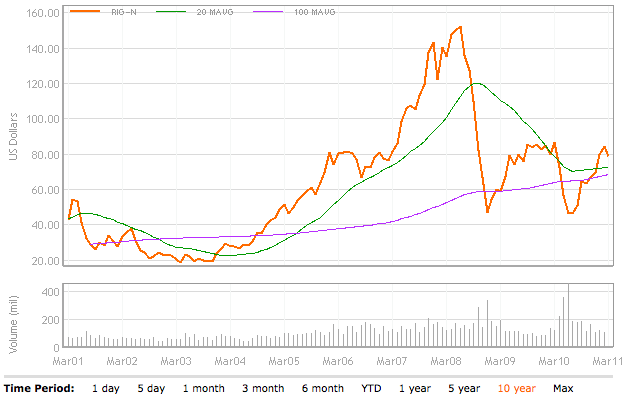 RIG-N 20 MAVG 100 MAVG
160.00
140.00
120.00
100.00
80.00
60.00
40.00
20.00
US Dollars
400
200
0
Volume (mil)
Mar01 Mar02 Mar03 Mar04 Mar05 Mar06 Mar07 Mar08 Mar09 Mar10 Mar11
Time Period: 1 day 5 day 1 month 3 month 6 month YTD 1 year 5 year 10 year Max